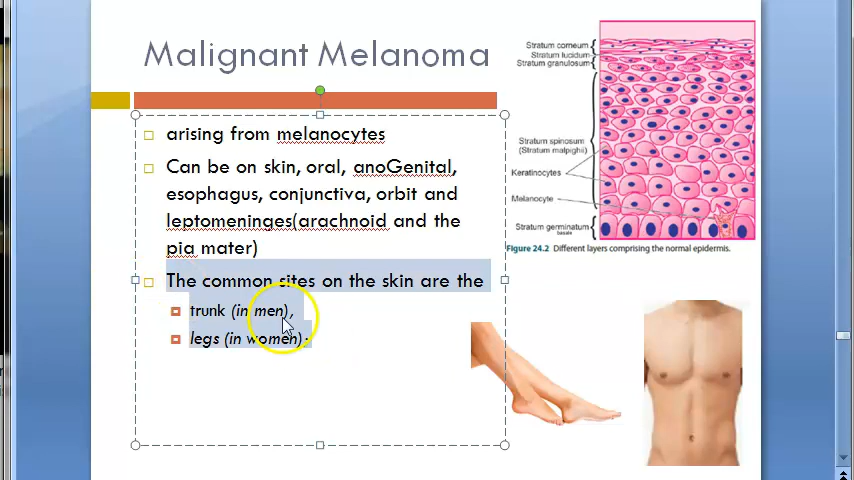 Malignant Melanoma
arising from melanocytes
Can be on skin, oral, anoGenital,
esophagus, conjunctiva, orbit and
leptomeninges(arachnoid and the
pia mater)
The common sites on the skin are the
trunk (in men),
legs (in women).
Stratum corneum
Stratum lucidum
Stratum granulosum
Stratum spinosum
(Stratum malpighii)
Keratinocytes
Melanocyte
Stratum germinatum
basale
Figure 24.2 Different layers comprising the normal epidermis.